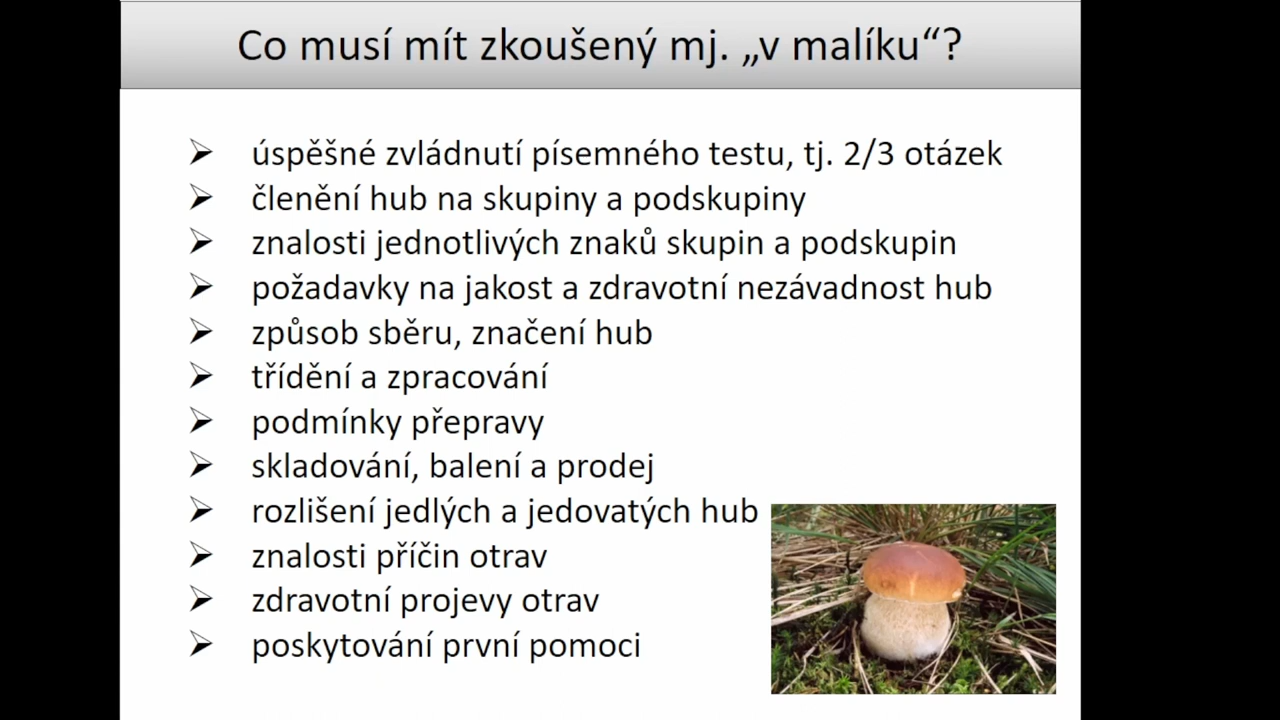 Co musí mít zkoušený mj. „v malíku“?
➢ úspěšné zvládnutí písemného testu, tj. 2/3 otázek
➢ členění hub na skupiny a podskupiny
➢ znalosti jednotlivých znaků skupin a podskupin
➢ požadavky na jakost a zdravotní nezávadnost hub
➢ způsob sběru, značení hub
➢ třídění a zpracování
➢ podmínky přepravy
➢ skladování, balení a prodej
➢ rozlišení jedlých a jedovatých hub
➢ znalosti příčin otrav
➢ zdravotní projevy otrav
➢ poskytování první pomoci